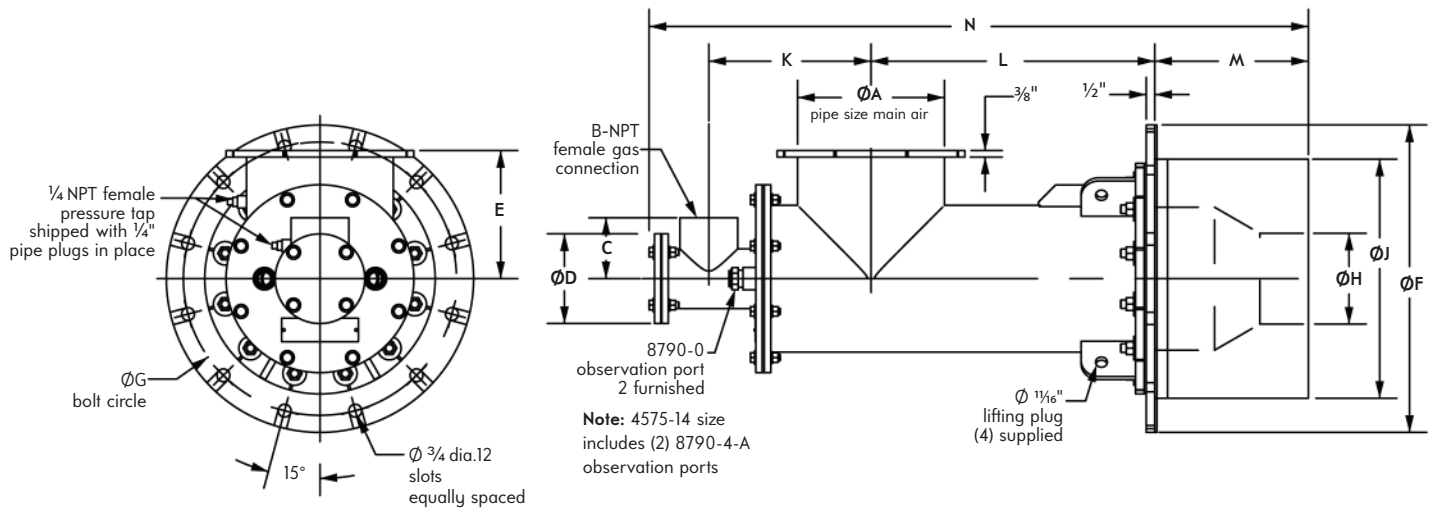 N
K
L
M
ØA
pipe size main air
3/8"
1/2"
B-NPT
female gas
connection
1/4 NPT female
pressure tap
shipped with 1/4"
pipe plugs in place
E
C
ØD
ØH
ØJ
ØF
ØG
bolt circle
15°
Ø 3/4 dia.12
slots
equally spaced
8790-0
observation port
2 furnished
Note: 4575-14 size
includes (2) 8790-4-A
observation ports
Ø 11/16"
lifting plug
(4) supplied